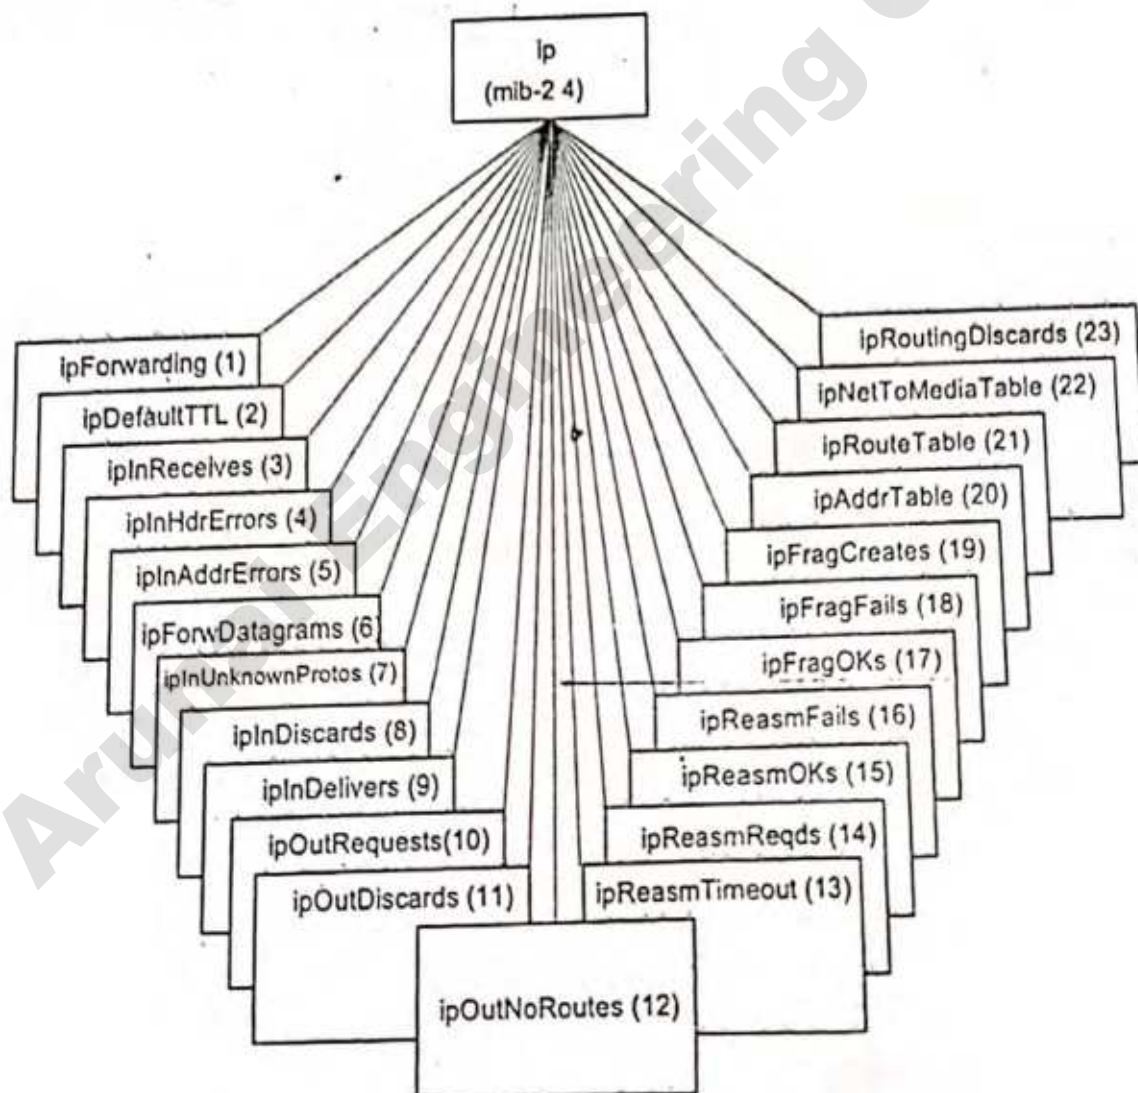 ip
(mib-2 4)
ipForwarding (1)
ipDefaultTTL (2)
ipInReceives (3)
ipInHdrErrors (4)
ipInAddrErrors (5)
ipForwDatagrams (6)
ipInUnknownProtos (7)
ipInDiscards (8)
ipInDelivers (9)
ipOutRequests(10)
ipOutDiscards (11)
ipOutNoRoutes (12)
ipReasmTimeout (13)
ipReasmReqds (14)
ipReasmOKs (15)
ipReasmFails (16)
ipFragOKs (17)
ipFragFails (18)
ipFragCreates (19)
ipAddrTable (20)
ipRouteTable (21)
ipNetToMediaTable (22)
ipRoutingDiscards (23)
Engineering